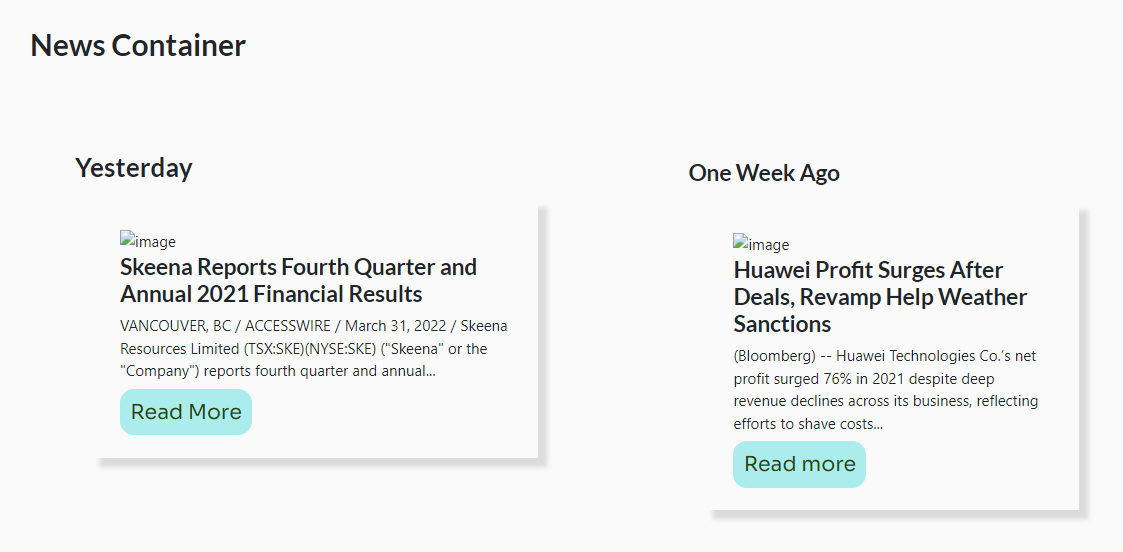 News Container
Yesterday
image
Skeena Reports Fourth Quarter and
Annual 2021 Financial Results
VANCOUVER, BC / ACCESSWIRE / March 31, 2022 / Skeena
Resources Limited (TSX:SKE)(NYSE:SKE) ("Skeena" or the
"Company") reports fourth quarter and annual...
Read More
One Week Ago
image
Huawei Profit Surges After
Deals, Revamp Help Weather
Sanctions
(Bloomberg) -- Huawei Technologies Co.’s net
profit surged 76% in 2021 despite deep
revenue declines across its business, reflecting
efforts to shave costs...
Read more